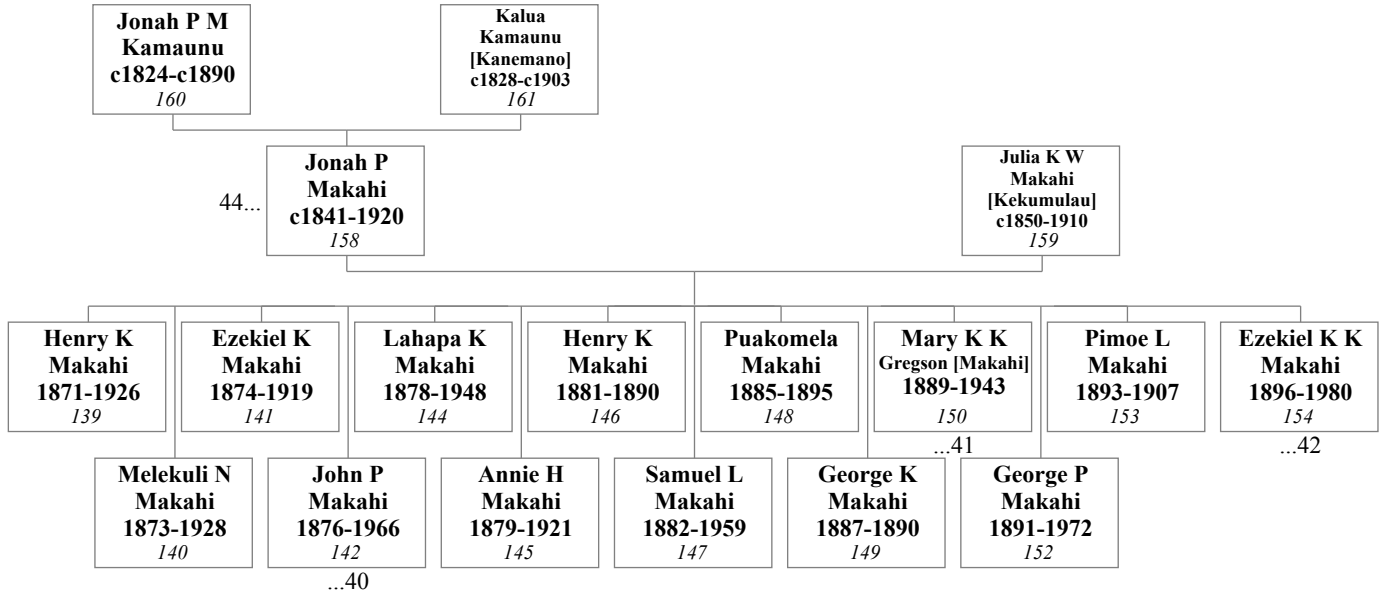 Jonah P M
Kamaunu
c1824-c1890
160
Kalua
Kamaunu
[Kanemano]
c1828-c1903
161
44...
Jonah P
Makahi
c1841-1920
158
Julia K W
Makahi
[Kekumulau]
c1850-1910
159
Henry K
Makahi
1871-1926
139
Ezekiel K
Makahi
1874-1919
141
Lahapa K
Makahi
1878-1948
144
Henry K
Makahi
1881-1890
146
Puakomela
Makahi
1885-1895
148
Mary K K
Gregson [Makahi]
1889-1943
150
...41
Pimoe L
Makahi
1893-1907
153
Ezekiel K K
Makahi
1896-1980
154
...42
Melekuli N
Makahi
1873-1928
140
John P
Makahi
1876-1966
142
...40
Annie H
Makahi
1879-1921
145
Samuel L
Makahi
1882-1959
147
George K
Makahi
1887-1890
149
George P
Makahi
1891-1972
152